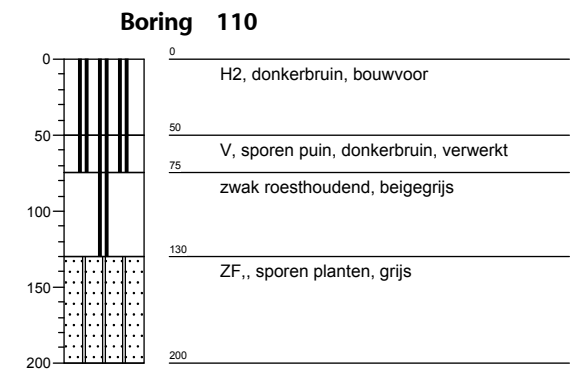 Boring 110
0
0
H2, donkerbruin, bouwvoor
50
50
V, sporen puin, donkerbruin, verwerkt
75
zwak roesthoudend, beigegrijs
100
130
ZF,, sporen planten, grijs
150
200
200